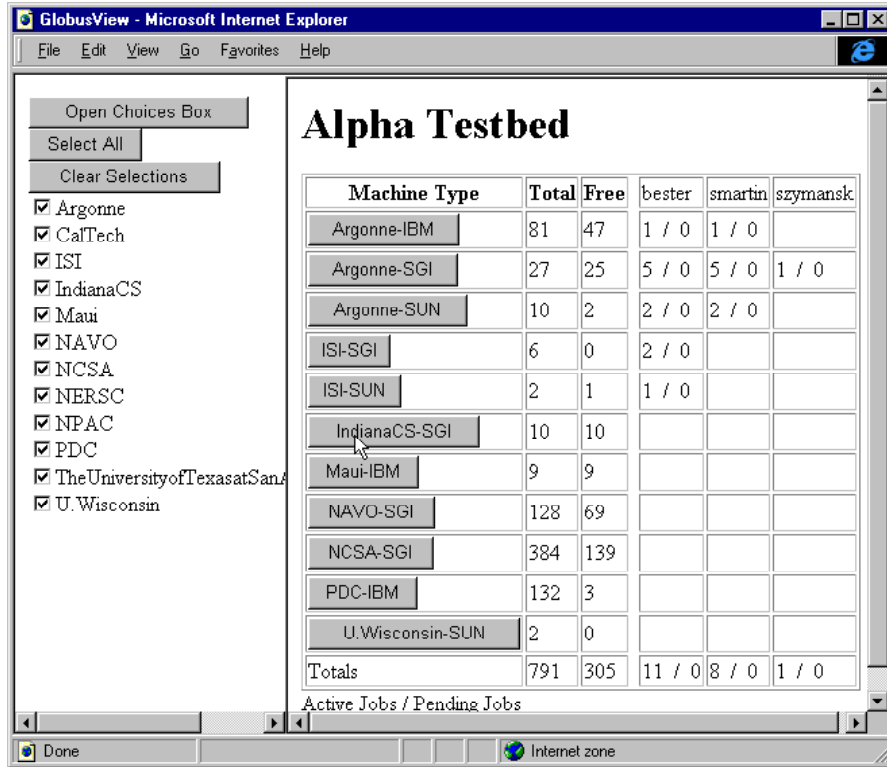 GlobusView - Microsoft Internet Explorer
File Edit View Go Favorites Help
Open Choices Box
Select All
Clear Selections
Argonne
CalTech
ISI
IndianaCS
Maui
NAVO
NCSA
NERSC
NPAC
PDC
TheUniversityofTexasatSanA
U.Wisconsin
Alpha Testbed
Machine Type Total Free bester smartin szymansk
Argonne-IBM 81 47 1 / 0 1 / 0
Argonne-SGI 27 25 5 / 0 5 / 0 1 / 0
Argonne-SUN 10 2 2 / 0 2 / 0
ISI-SGI 6 0 2 / 0
ISI-SUN 2 1 1 / 0
IndianaCS-SGI 10 10
Maui-IBM 9 9
NAVO-SGI 128 69
NCSA-SGI 384 139
PDC-IBM 132 3
U.Wisconsin-SUN 2 0
Totals 791 305 11 / 0 8 / 0 1 / 0
Active Jobs / Pending Jobs
Done Internet zone